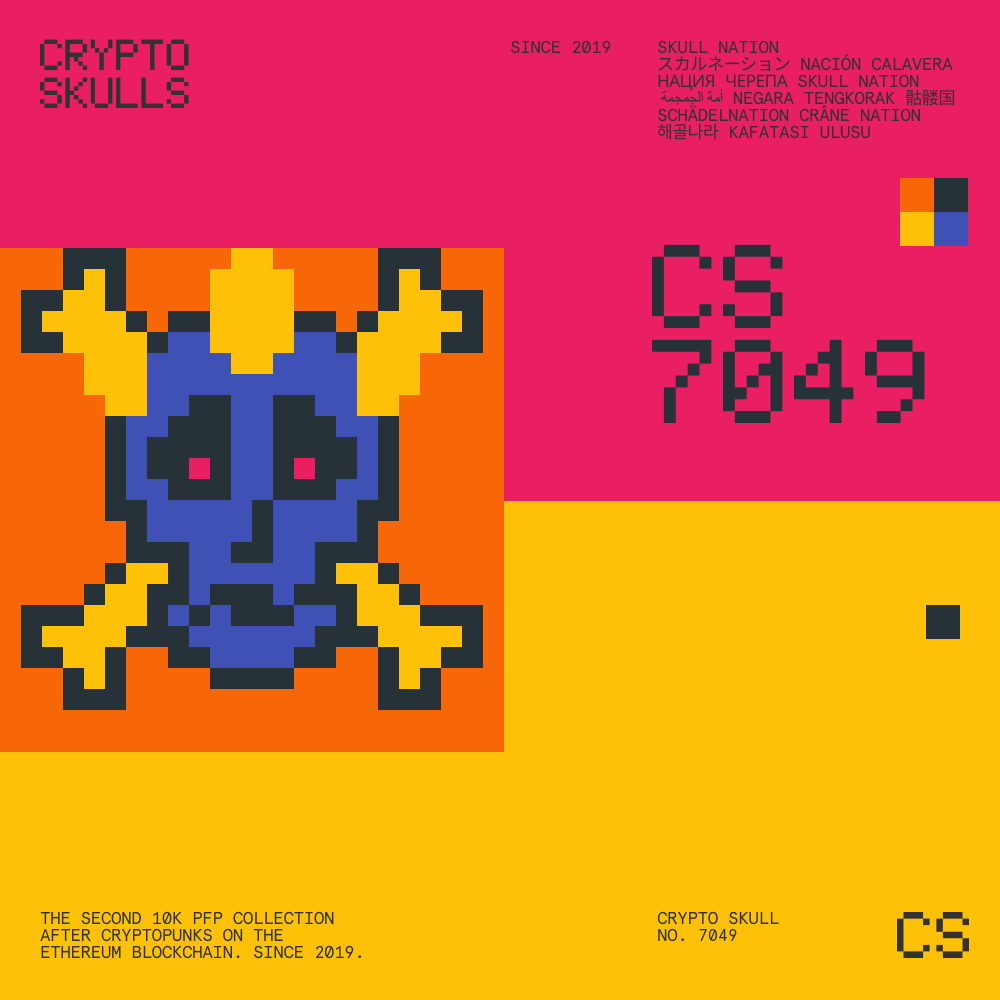 CRYPTO
SKULLS
SINCE 2019
SKULL NATION
スカルネーション NACIÓN CALAVERA
НАЦИЯ ЧЕРЕПА SKULL NATION
أمة الجمجمة NEGARA TENGKORAK 骷髅国
SCHÄDELNATION CRÂNE NATION
해골나라 KAFATASI ULUSU
CS
7049
THE SECOND 10K PFP COLLECTION
AFTER CRYPTOPUNKS ON THE
ETHEREUM BLOCKCHAIN. SINCE 2019.
CRYPTO SKULL
NO. 7049
CS